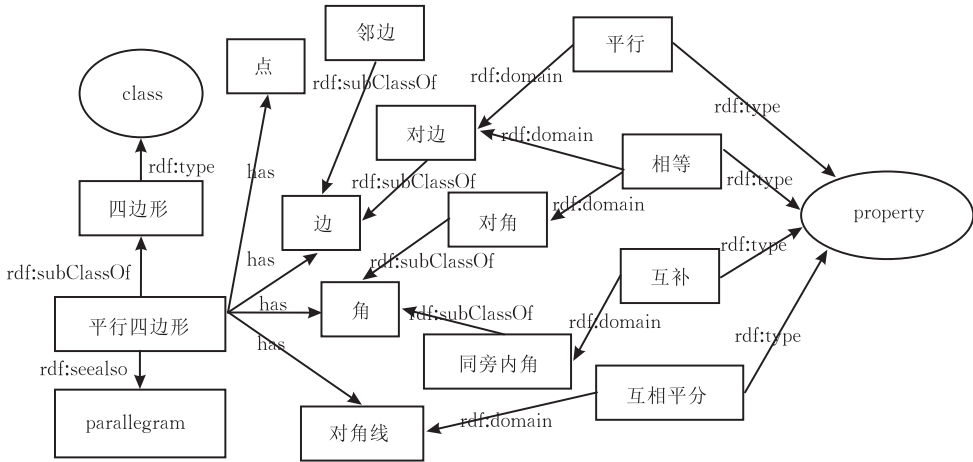 邻边
平行
点
class
rdf:subClassOf
rdf:domain
rdf:type
对边
rdf:domain
相等
rdf:type
has
rdf:subClassOf
rdf:type
四边形
边
对角
rdf:domain
property
has
rdf:subClassOf
rdf:type
rdf:subClassOf
互补
平行四边形
has
角
rdf:subClassOf
rdf:domain
has
rdf:type
rdf:seealso
同旁内角
互相平分
parallegram
对角线
rdf:domain